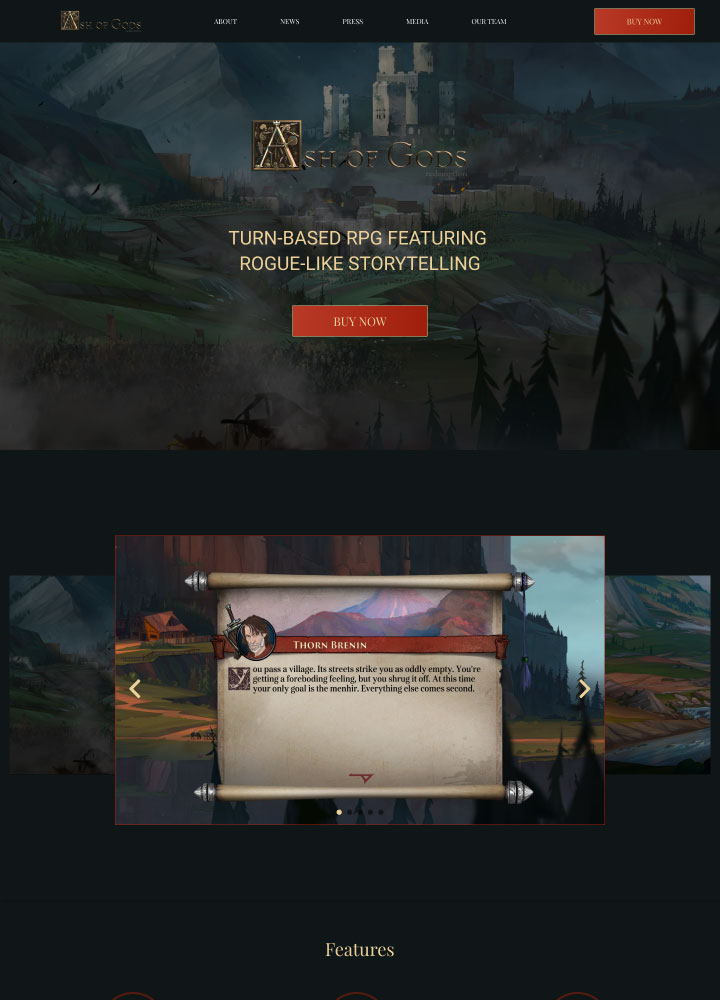 Ash of Gods
ABOUT
NEWS
PRESS
MEDIA
OUR TEAM
BUY NOW
Ash of Gods
Redemption
TURN-BASED RPG FEATURING
ROGUE-LIKE STORYTELLING
BUY NOW
Thorn Brenin
You pass a village. Its streets strike you as oddly empty. You're
getting a foreboding feeling, but you shrug it off. At this time
your only goal is the menhir. Everything else comes second.
Features